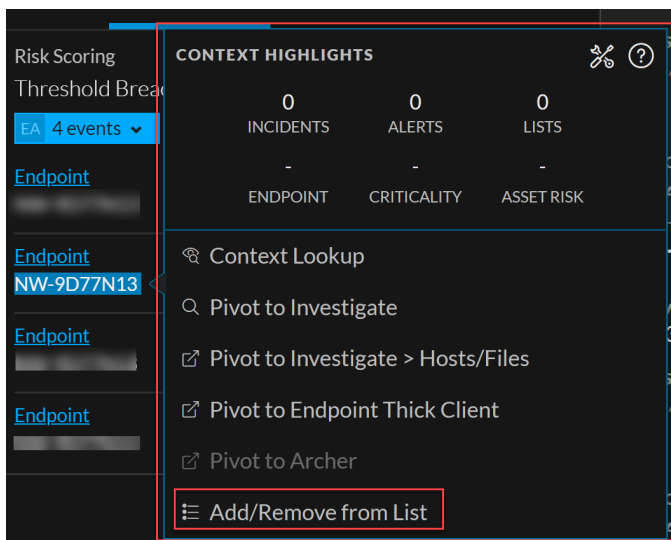 Risk Scoring
Threshold Brea
EA 4 events
Endpoint
Endpoint
NW-9D77N13
Endpoint
Endpoint
CONTEXT HIGHLIGHTS
0 0 0
INCIDENTS ALERTS LISTS
- - -
ENDPOINT CRITICALITY ASSET RISK
Context Lookup
Pivot to Investigate
Pivot to Investigate > Hosts/Files
Pivot to Endpoint Thick Client
Pivot to Archer
Add/Remove from List